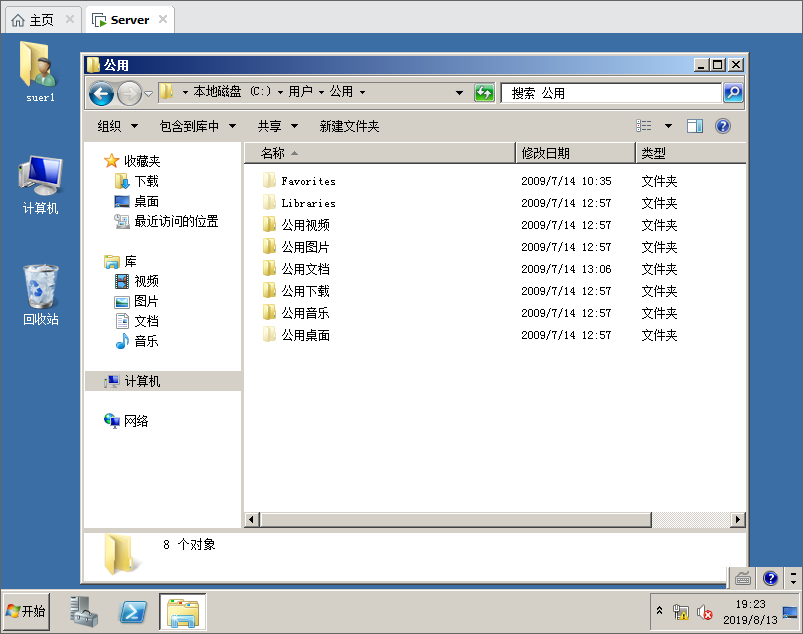 主页
Server
suer1
计算机
回收站
公用
本地磁盘 (C:) 用户 公用
搜索 公用
组织 包含到库中 共享 新建文件夹
收藏夹
下载
桌面
最近访问的位置
库
视频
图片
文档
音乐
计算机
网络
名称 修改日期 类型
Favorites 2009/7/14 10:35 文件夹
Libraries 2009/7/14 12:57 文件夹
公用视频 2009/7/14 12:57 文件夹
公用图片 2009/7/14 12:57 文件夹
公用文档 2009/7/14 13:06 文件夹
公用下载 2009/7/14 12:57 文件夹
公用音乐 2009/7/14 12:57 文件夹
公用桌面 2009/7/14 12:57 文件夹
8 个对象
开始
19:23
2019/8/13